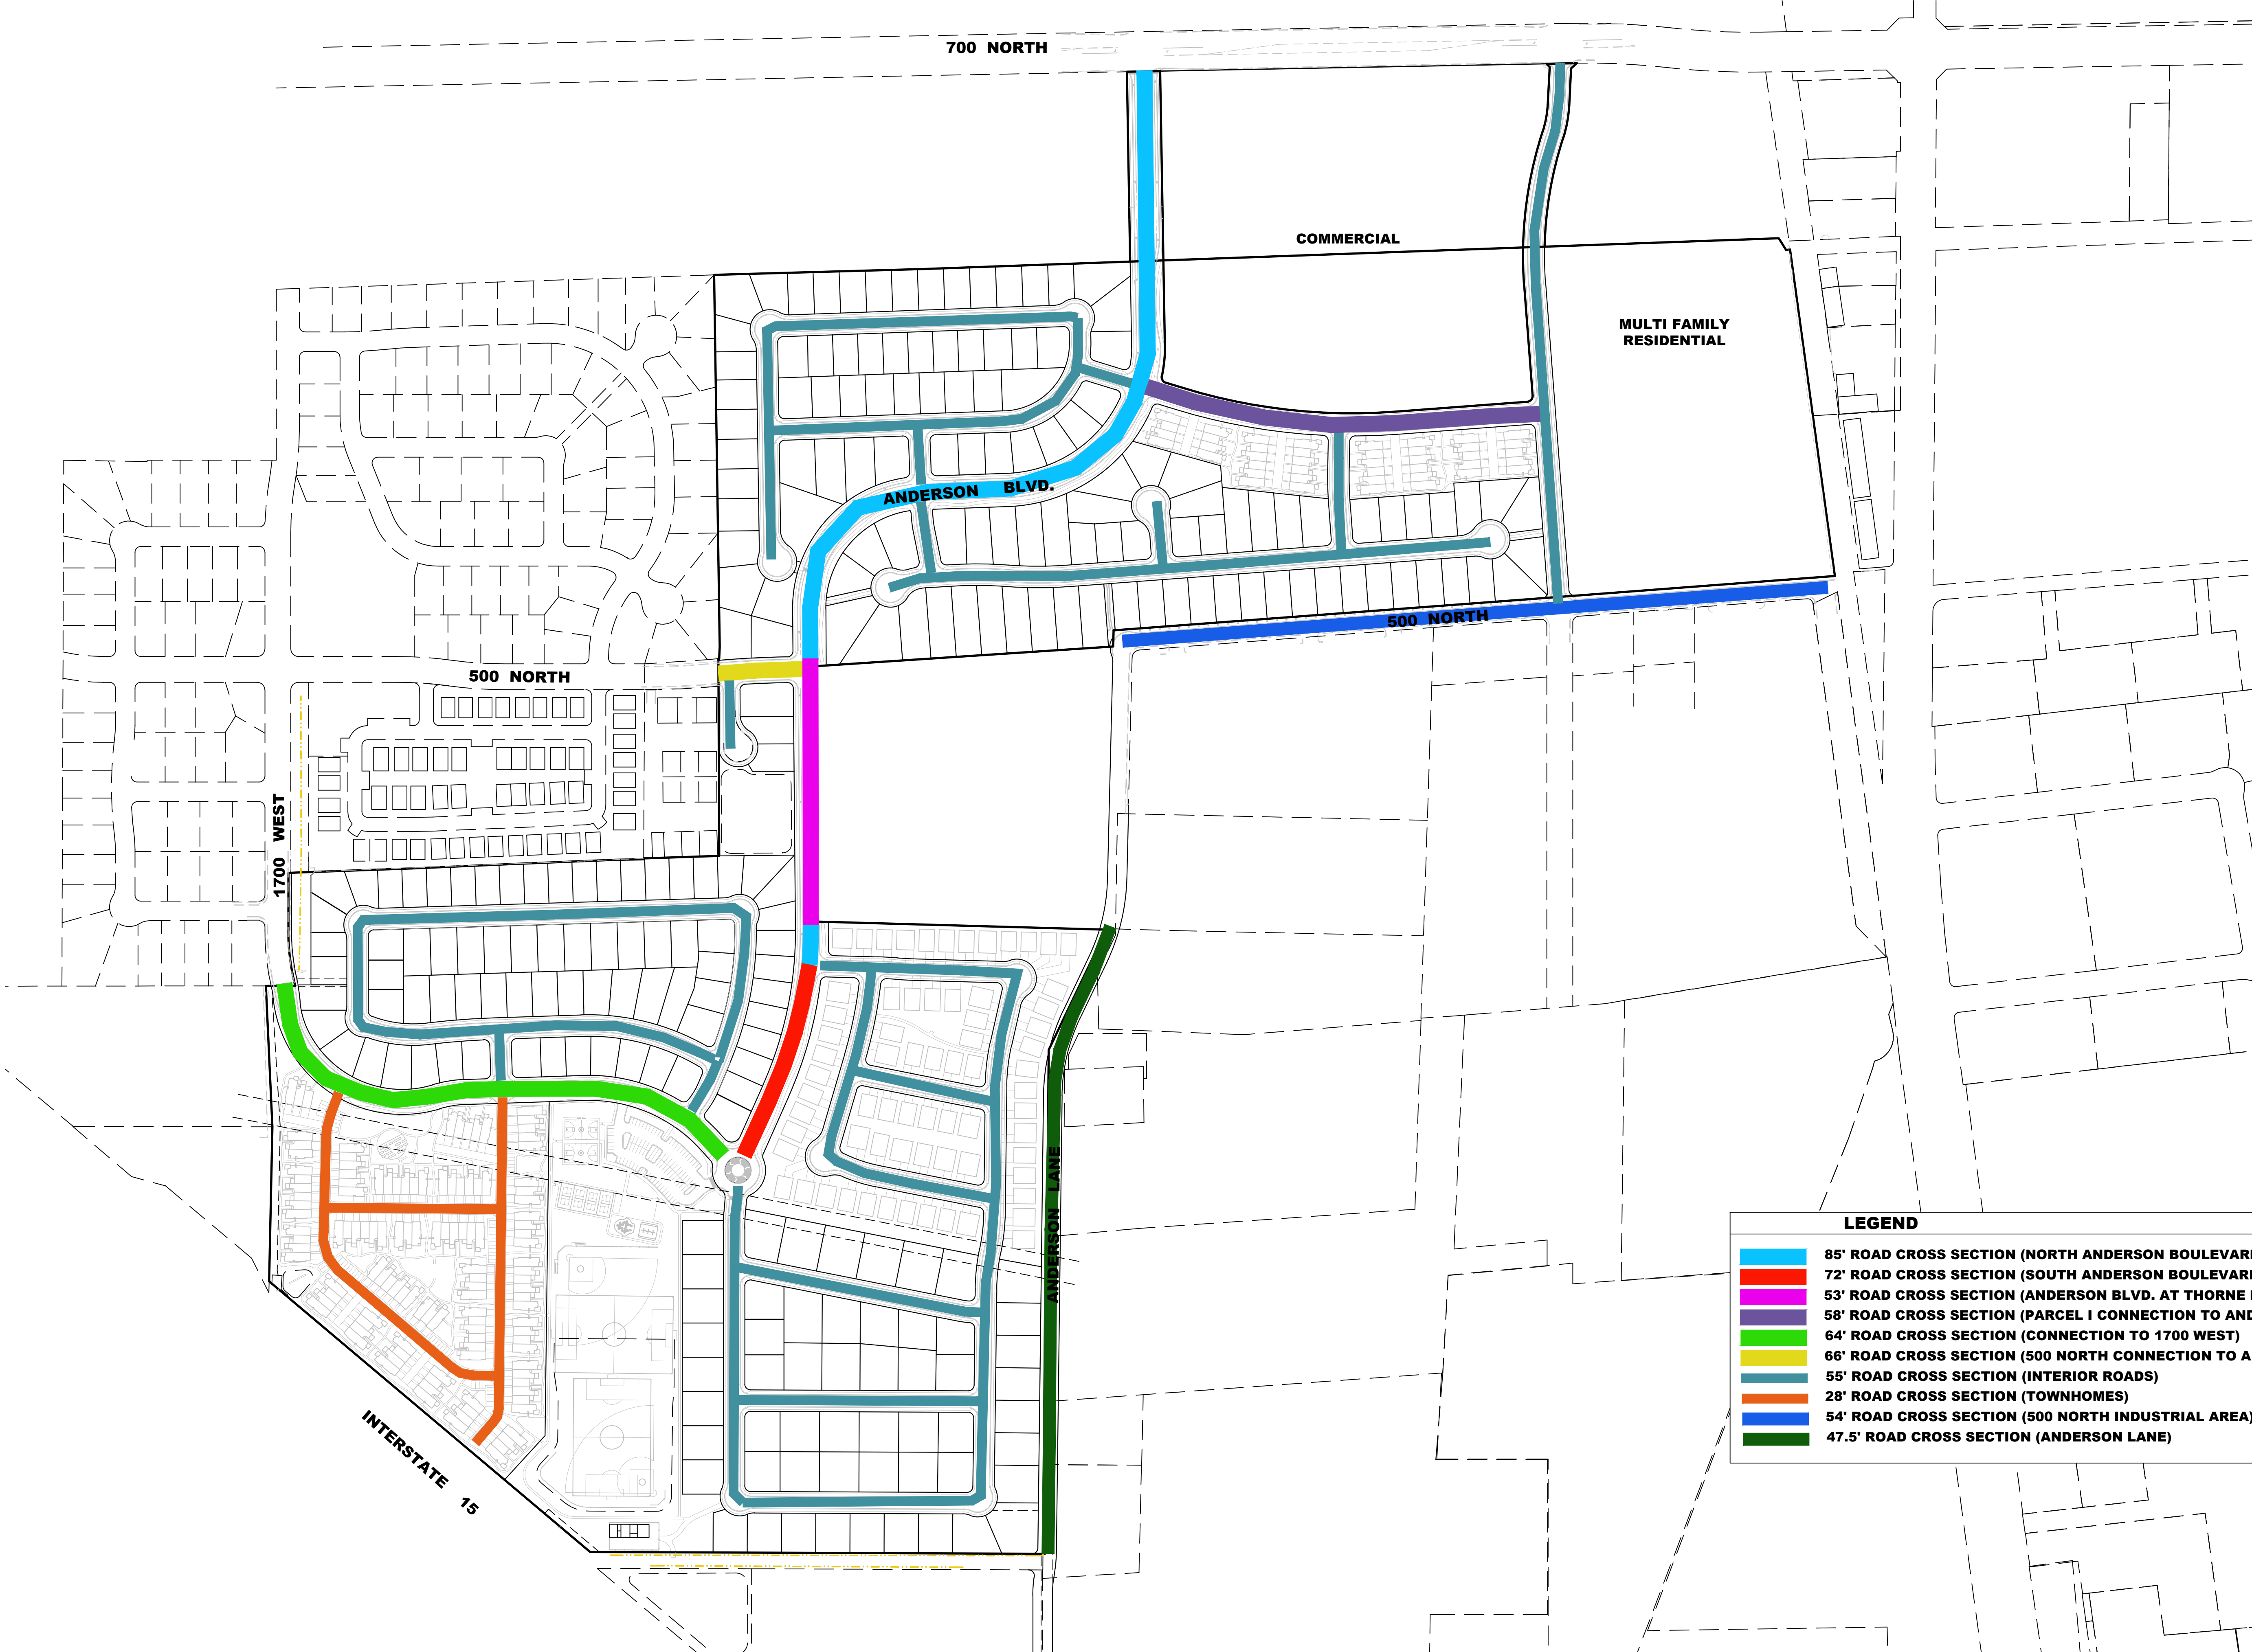 700 NORTH
COMMERCIAL
MULTI FAMILY
RESIDENTIAL
ANDERSON BLVD.
500 NORTH
500 NORTH
1700 WEST
ANDERSON LANE
INTERSTATE 15
LEGEND
85' ROAD CROSS SECTION (NORTH ANDERSON BOULEVAR
72' ROAD CROSS SECTION (SOUTH ANDERSON BOULEVAR
53' ROAD CROSS SECTION (ANDERSON BLVD. AT THORNE
58' ROAD CROSS SECTION (PARCEL I CONNECTION TO AND
64' ROAD CROSS SECTION (CONNECTION TO 1700 WEST)
66' ROAD CROSS SECTION (500 NORTH CONNECTION TO A
55' ROAD CROSS SECTION (INTERIOR ROADS)
28' ROAD CROSS SECTION (TOWNHOMES)
54' ROAD CROSS SECTION (500 NORTH INDUSTRIAL AREA)
47.5' ROAD CROSS SECTION (ANDERSON LANE)